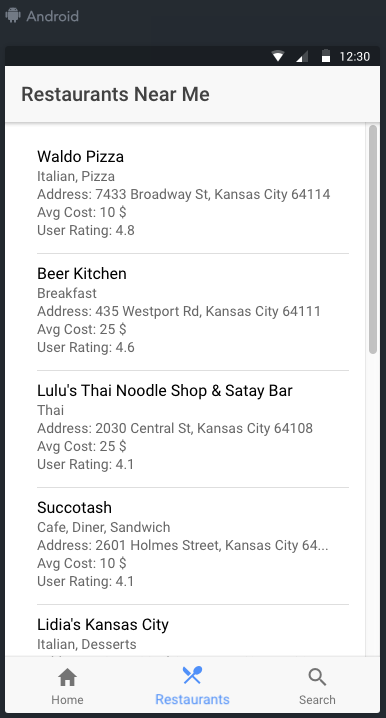 Android
12:30
Restaurants Near Me
Waldo Pizza
Italian, Pizza
Address: 7433 Broadway St, Kansas City 64114
Avg Cost: 10 $
User Rating: 4.8
Beer Kitchen
Breakfast
Address: 435 Westport Rd, Kansas City 64111
Avg Cost: 25 $
User Rating: 4.6
Lulu's Thai Noodle Shop & Satay Bar
Thai
Address: 2030 Central St, Kansas City 64108
Avg Cost: 25 $
User Rating: 4.1
Succotash
Cafe, Diner, Sandwich
Address: 2601 Holmes Street, Kansas City 64...
Avg Cost: 10 $
User Rating: 4.1
Lidia's Kansas City
Italian, Desserts
Home
Restaurants
Search